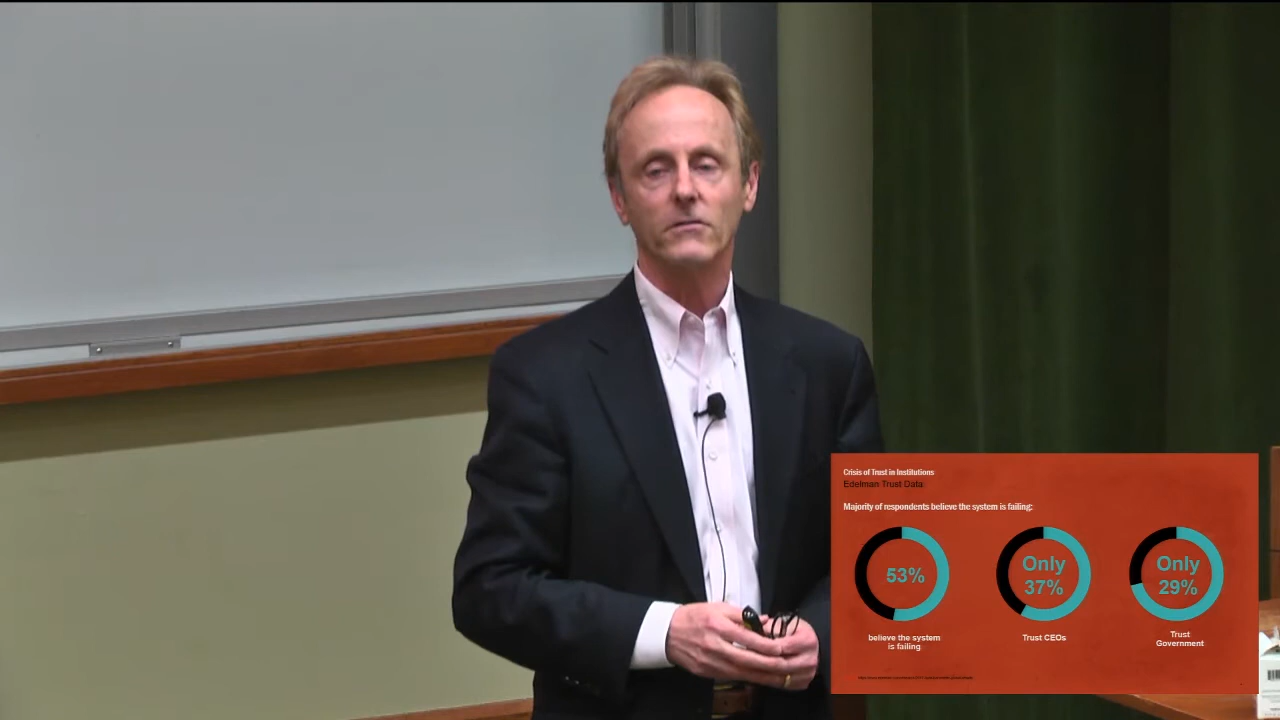 Crisis of Trust in Institutions
Edelman Trust Data:
Majority of respondents believe the system is failing:
53%
believe the system
is failing
Only
37%
Trust CEOs
Only
29%
Trust
Government